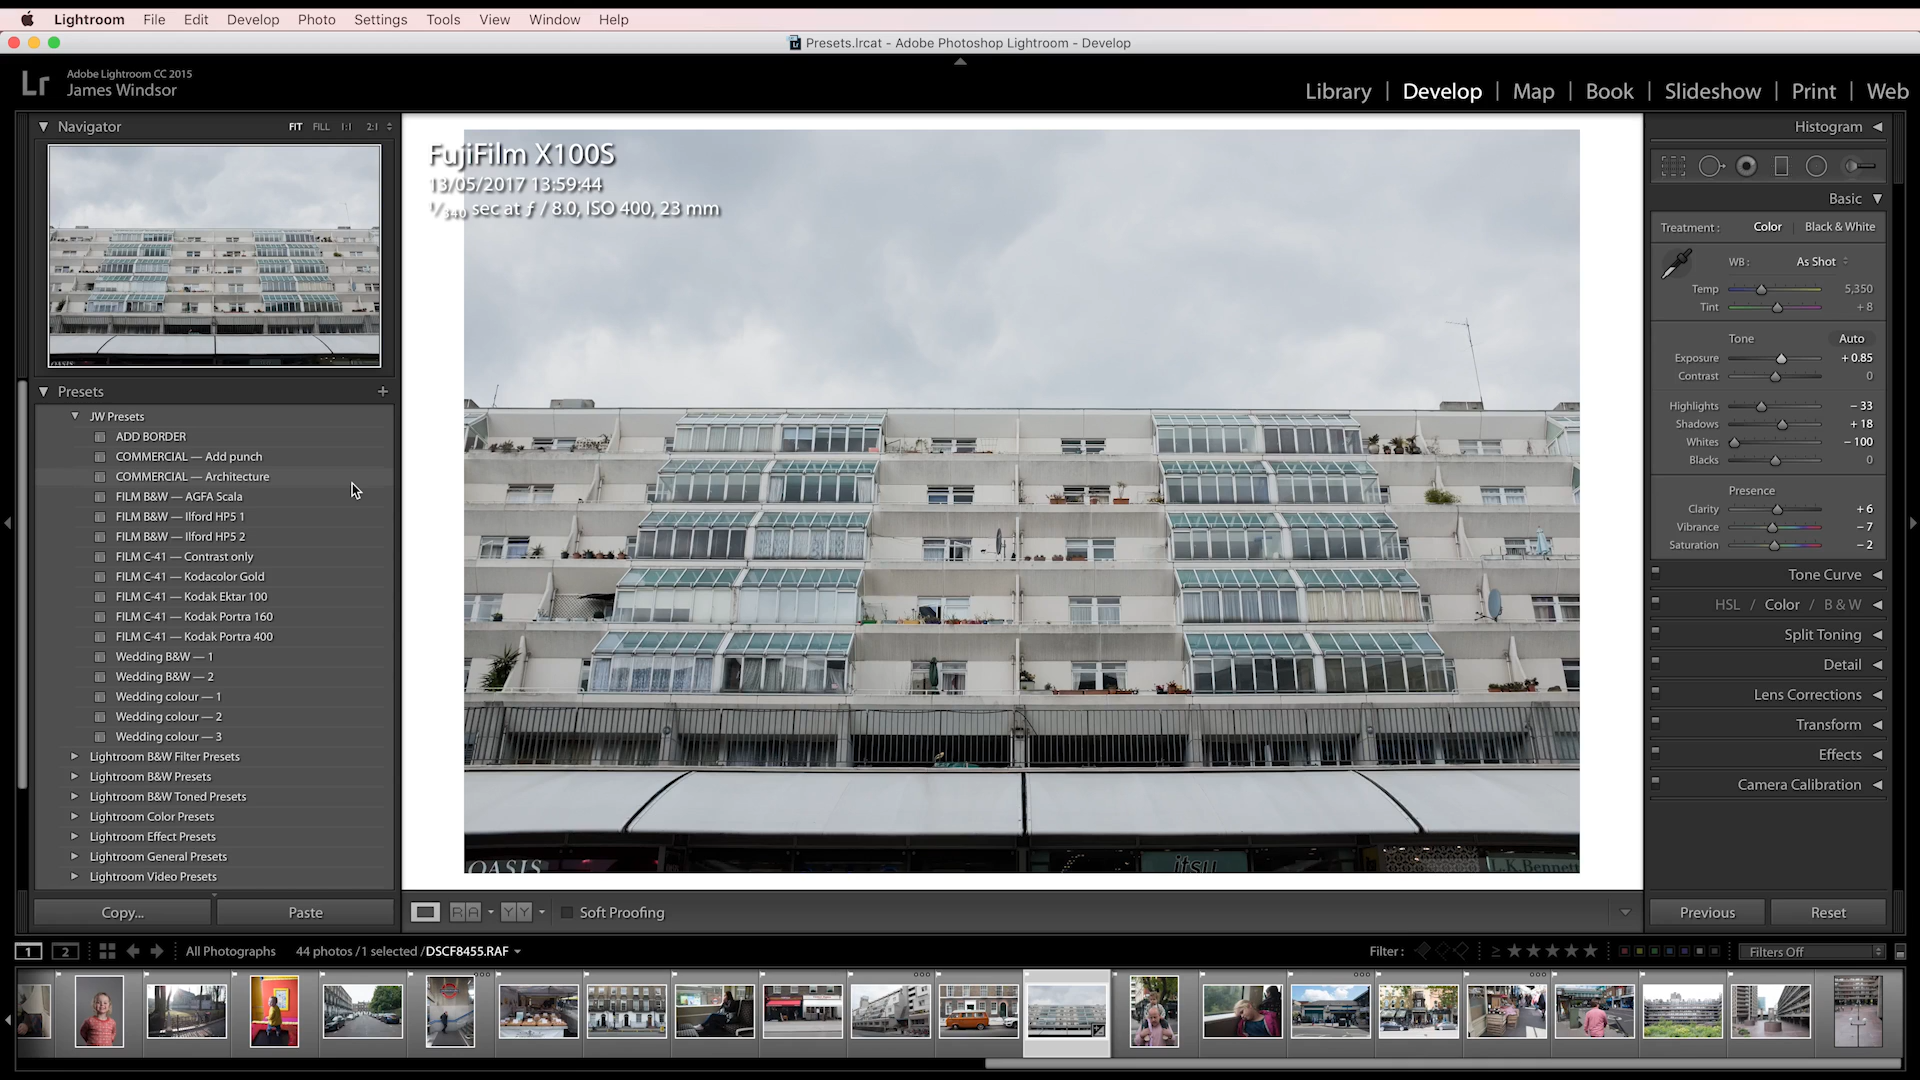 Lightroom File Edit Develop Photo Settings Tools View Window Help
Presets.lrcat - Adobe Photoshop Lightroom - Develop
Lr
Adobe Lightroom CC 2015
James Windsor
Library | Develop | Map | Book | Slideshow | Print | Web
Navigator FIT FILL 1:1 2:1
FujiFilm X100S
13/05/2017 13:59:44
1/340 sec at ƒ / 8.0, ISO 400, 23 mm
OASIS
itsu
L.K.Bennett
Presets +
JW Presets
ADD BORDER
COMMERCIAL — Add punch
COMMERCIAL — Architecture
FILM B&W — AGFA Scala
FILM B&W — Ilford HP5 1
FILM B&W — Ilford HP5 2
FILM C-41 — Contrast only
FILM C-41 — Kodacolor Gold
FILM C-41 — Kodak Ektar 100
FILM C-41 — Kodak Portra 160
FILM C-41 — Kodak Portra 400
Wedding B&W — 1
Wedding B&W — 2
Wedding colour — 1
Wedding colour — 2
Wedding colour — 3
Lightroom B&W Filter Presets
Lightroom B&W Presets
Lightroom B&W Toned Presets
Lightroom Color Presets
Lightroom Effect Presets
Lightroom General Presets
Lightroom Video Presets
Copy... Paste
R A Y Y Soft Proofing
Histogram
Basic
Treatment : Color | Black & White
WB : As Shot
Temp 5,350
Tint + 8
Tone Auto
Exposure + 0.85
Contrast 0
Highlights − 33
Shadows + 18
Whites − 100
Blacks 0
Presence
Clarity + 6
Vibrance − 7
Saturation − 2
Tone Curve
HSL / Color / B & W
Split Toning
Detail
Lens Corrections
Transform
Effects
Camera Calibration
Previous Reset
1 2 All Photographs 44 photos /1 selected /DSCF8455.RAF Filter : ≥ ★★★★★ Filters Off